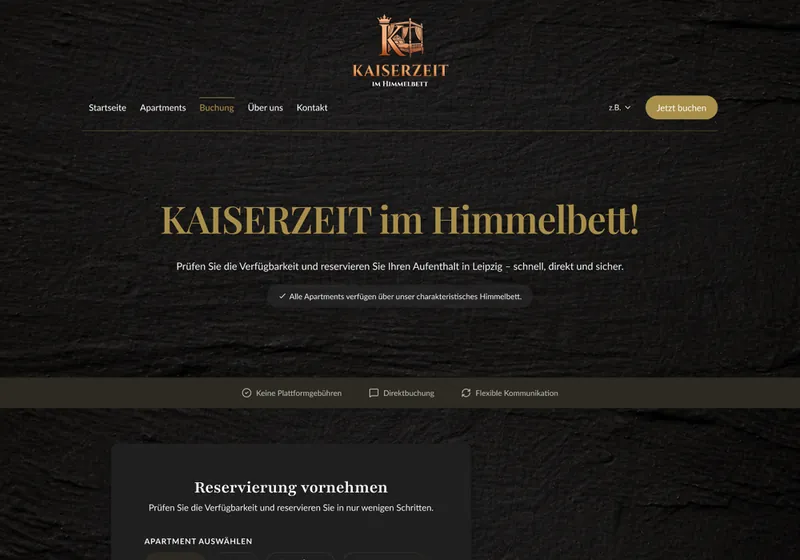 KAISERZEIT
IM HIMMELBETT
Startseite Apartments Buchung Über uns Kontakt z.B. Jetzt buchen
KAISERZEIT im Himmelbett!
Prüfen Sie die Verfügbarkeit und reservieren Sie Ihren Aufenthalt in Leipzig – schnell, direkt und sicher.
Alle Apartments verfügen über unser charakteristisches Himmelbett.
Keine Plattformgebühren Direktbuchung Flexible Kommunikation
Reservierung vornehmen
Prüfen Sie die Verfügbarkeit und reservieren Sie in nur wenigen Schritten.
APARTMENT AUSWÄHLEN